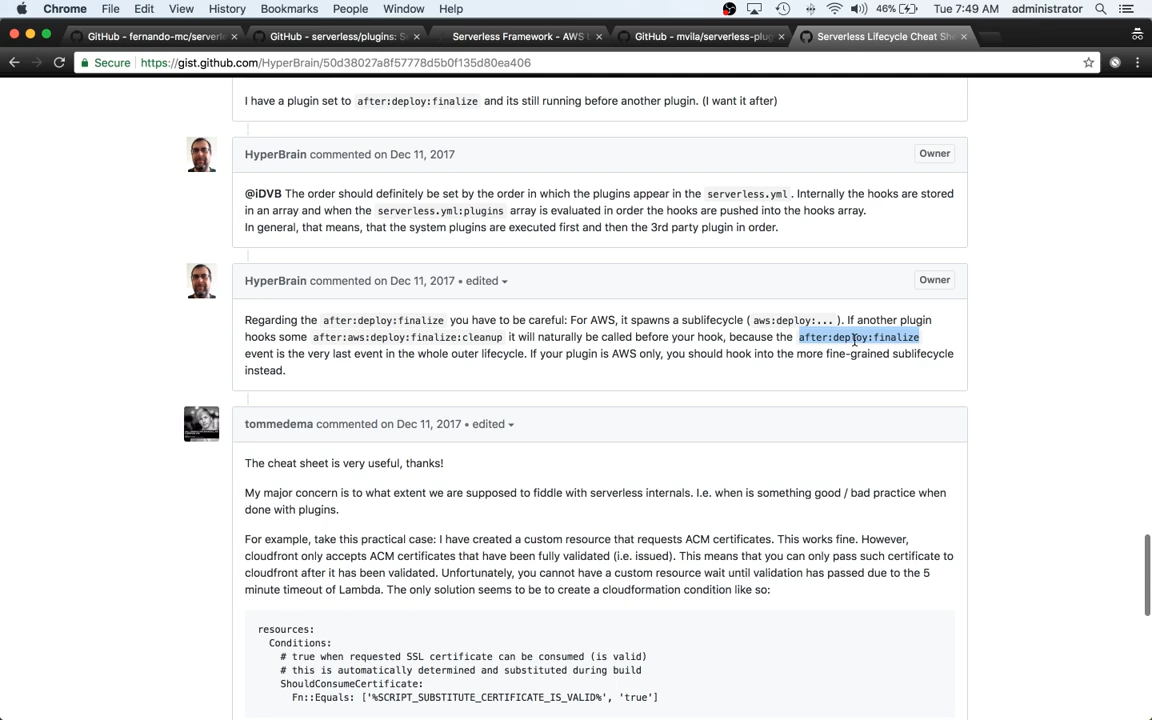 Chrome File Edit View History Bookmarks People Window Help 46% Tue 7:49 AM administrator
GitHub - fernando-mc/serverle × GitHub - serverless/plugins: Se × Serverless Framework - AWS L × GitHub - mvila/serverless-plug × Serverless Lifecycle Cheat She ×
Secure https://gist.github.com/HyperBrain/50d38027a8f57778d5b0f135d80ea406
I have a plugin set to after:deploy:finalize and its still running before another plugin. (I want it after)
HyperBrain commented on Dec 11, 2017 Owner
@iDVB The order should definitely be set by the order in which the plugins appear in the serverless.yml . Internally the hooks are stored
in an array and when the serverless.yml:plugins array is evaluated in order the hooks are pushed into the hooks array.
In general, that means, that the system plugins are executed first and then the 3rd party plugin in order.
HyperBrain commented on Dec 11, 2017 • edited Owner
Regarding the after:deploy:finalize you have to be careful: For AWS, it spawns a sublifecycle ( aws:deploy:... ). If another plugin
hooks some after:aws:deploy:finalize:cleanup it will naturally be called before your hook, because the after:deploy:finalize
event is the very last event in the whole outer lifecycle. If your plugin is AWS only, you should hook into the more fine-grained sublifecycle
instead.
tommedema commented on Dec 11, 2017 • edited
The cheat sheet is very useful, thanks!
My major concern is to what extent we are supposed to fiddle with serverless internals. I.e. when is something good / bad practice when
done with plugins.
For example, take this practical case: I have created a custom resource that requests ACM certificates. This works fine. However,
cloudfront only accepts ACM certificates that have been fully validated (i.e. issued). This means that you can only pass such certificate to
cloudfront after it has been validated. Unfortunately, you cannot have a custom resource wait until validation has passed due to the 5
minute timeout of Lambda. The only solution seems to be to create a cloudformation condition like so:
resources:
Conditions:
# true when requested SSL certificate can be consumed (is valid)
# this is automatically determined and substituted during build
ShouldConsumeCertificate:
Fn::Equals: ['%SCRIPT_SUBSTITUTE_CERTIFICATE_IS_VALID%', 'true']